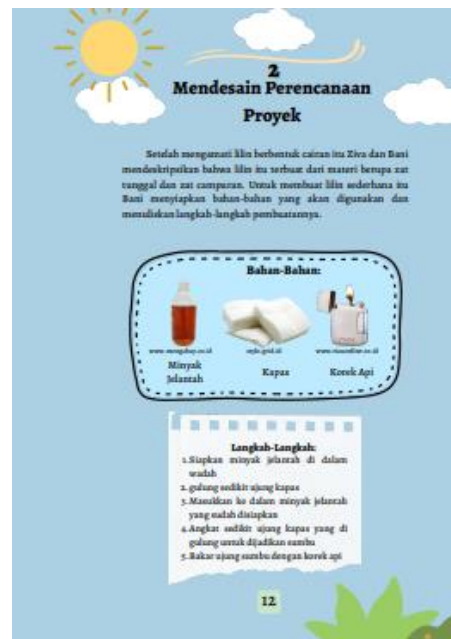 2
Mendesain Perencanaan
Proyek
Setelah mengamati lilin berbentuk cairan itu Ziva dan Bani
mendeskripsikan bahwa lilin itu terbuat dari materi berupa zat
tunggal dan zat camparan. Untuk membuat lilin sederhana itu
Bani menyiapkan bahan-bahan yang akan digunakan dan
menuliskan langkah-langkah pembuatannya.
Bahan-Bahan:
Minyak
Jelantah
Kapas
Korek Api
Langkah-Langkah:
1. Siapkan minyak jelantah di dalam
wadah
2. gulung sedikit ujung kapas
3. Masukkan ke dalam minyak jelantah
yang sudah disiapkan
4. Angkat sedikit ujung kapas yang di
gulung untuk dijadikan sumbu
5. Bakar ujung sumbu dengan korek api
12